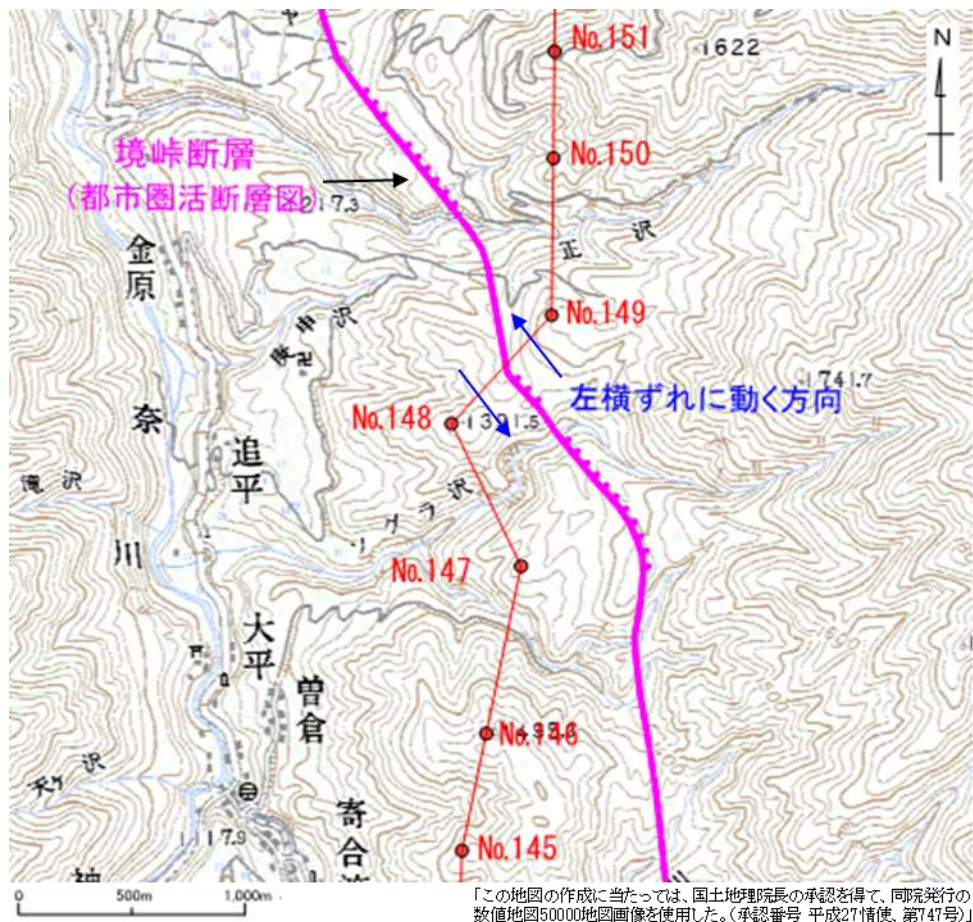 No.151
1622
N
No.150
境峠断層
(都市圏活断層図)
217.3
正沢
金原
No.149
1741.7
左横ずれに動く方向
No.148
奈
川
追平
滝沢
No.147
大平
曽倉
No.146
天ケ沢
No.145
1117.9
寄合
神
0 500m 1,000m
「この地図の作成に当たっては、国土地理院長の承認を得て、同院発行の
数値地図50000地図画像を使用した。(承認番号 平成27情使、第747号)」